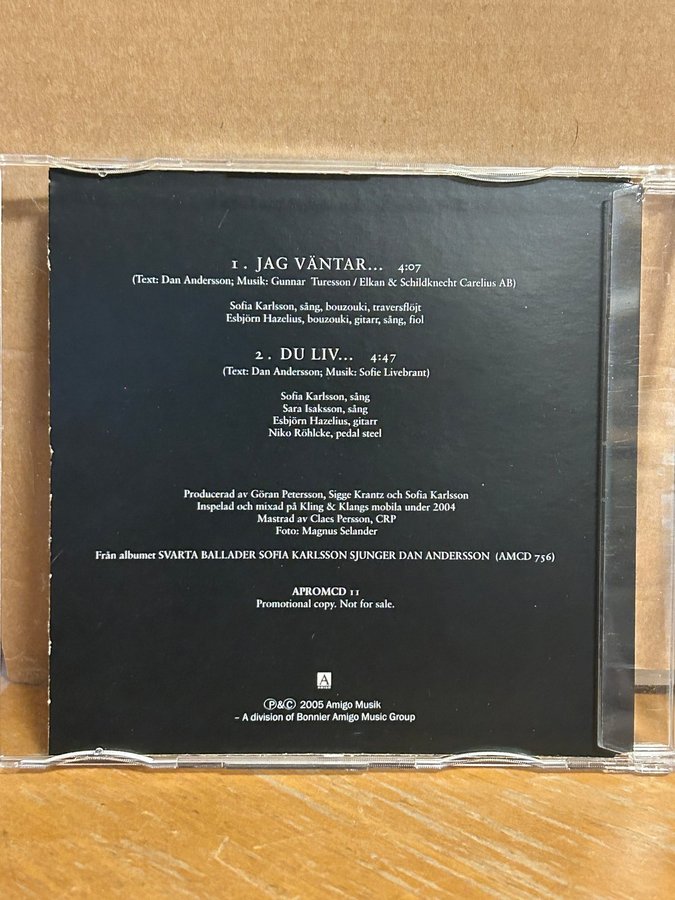 1. JAG VÄNTAR... 4:07
(Text: Dan Andersson; Musik: Gunnar Turesson / Elkan & Schildknecht Carelius AB)
Sofia Karlsson, sång, bouzouki, traversflöjt
Esbjörn Hazelius, bouzouki, gitarr, sång, fiol
2. DU LIV... 4:47
(Text: Dan Andersson; Musik: Sofie Livebrant)
Sofia Karlsson, sång
Sara Isaksson, sång
Esbjörn Hazelius, gitarr
Niko Röhlcke, pedal steel
Producerad av Göran Petersson, Sigge Krantz och Sofia Karlsson
Inspelad och mixad på Kling & Klangs mobila under 2004
Mastrad av Claes Persson, CRP
Foto: Magnus Selander
Från albumet SVARTA BALLADER SOFIA KARLSSON SJUNGER DAN ANDERSSON (AMCD 756)
APROMCD 11
Promotional copy. Not for sale.
A
AMIGO
Ⓟ&Ⓒ 2005 Amigo Musik
– A division of Bonnier Amigo Music Group